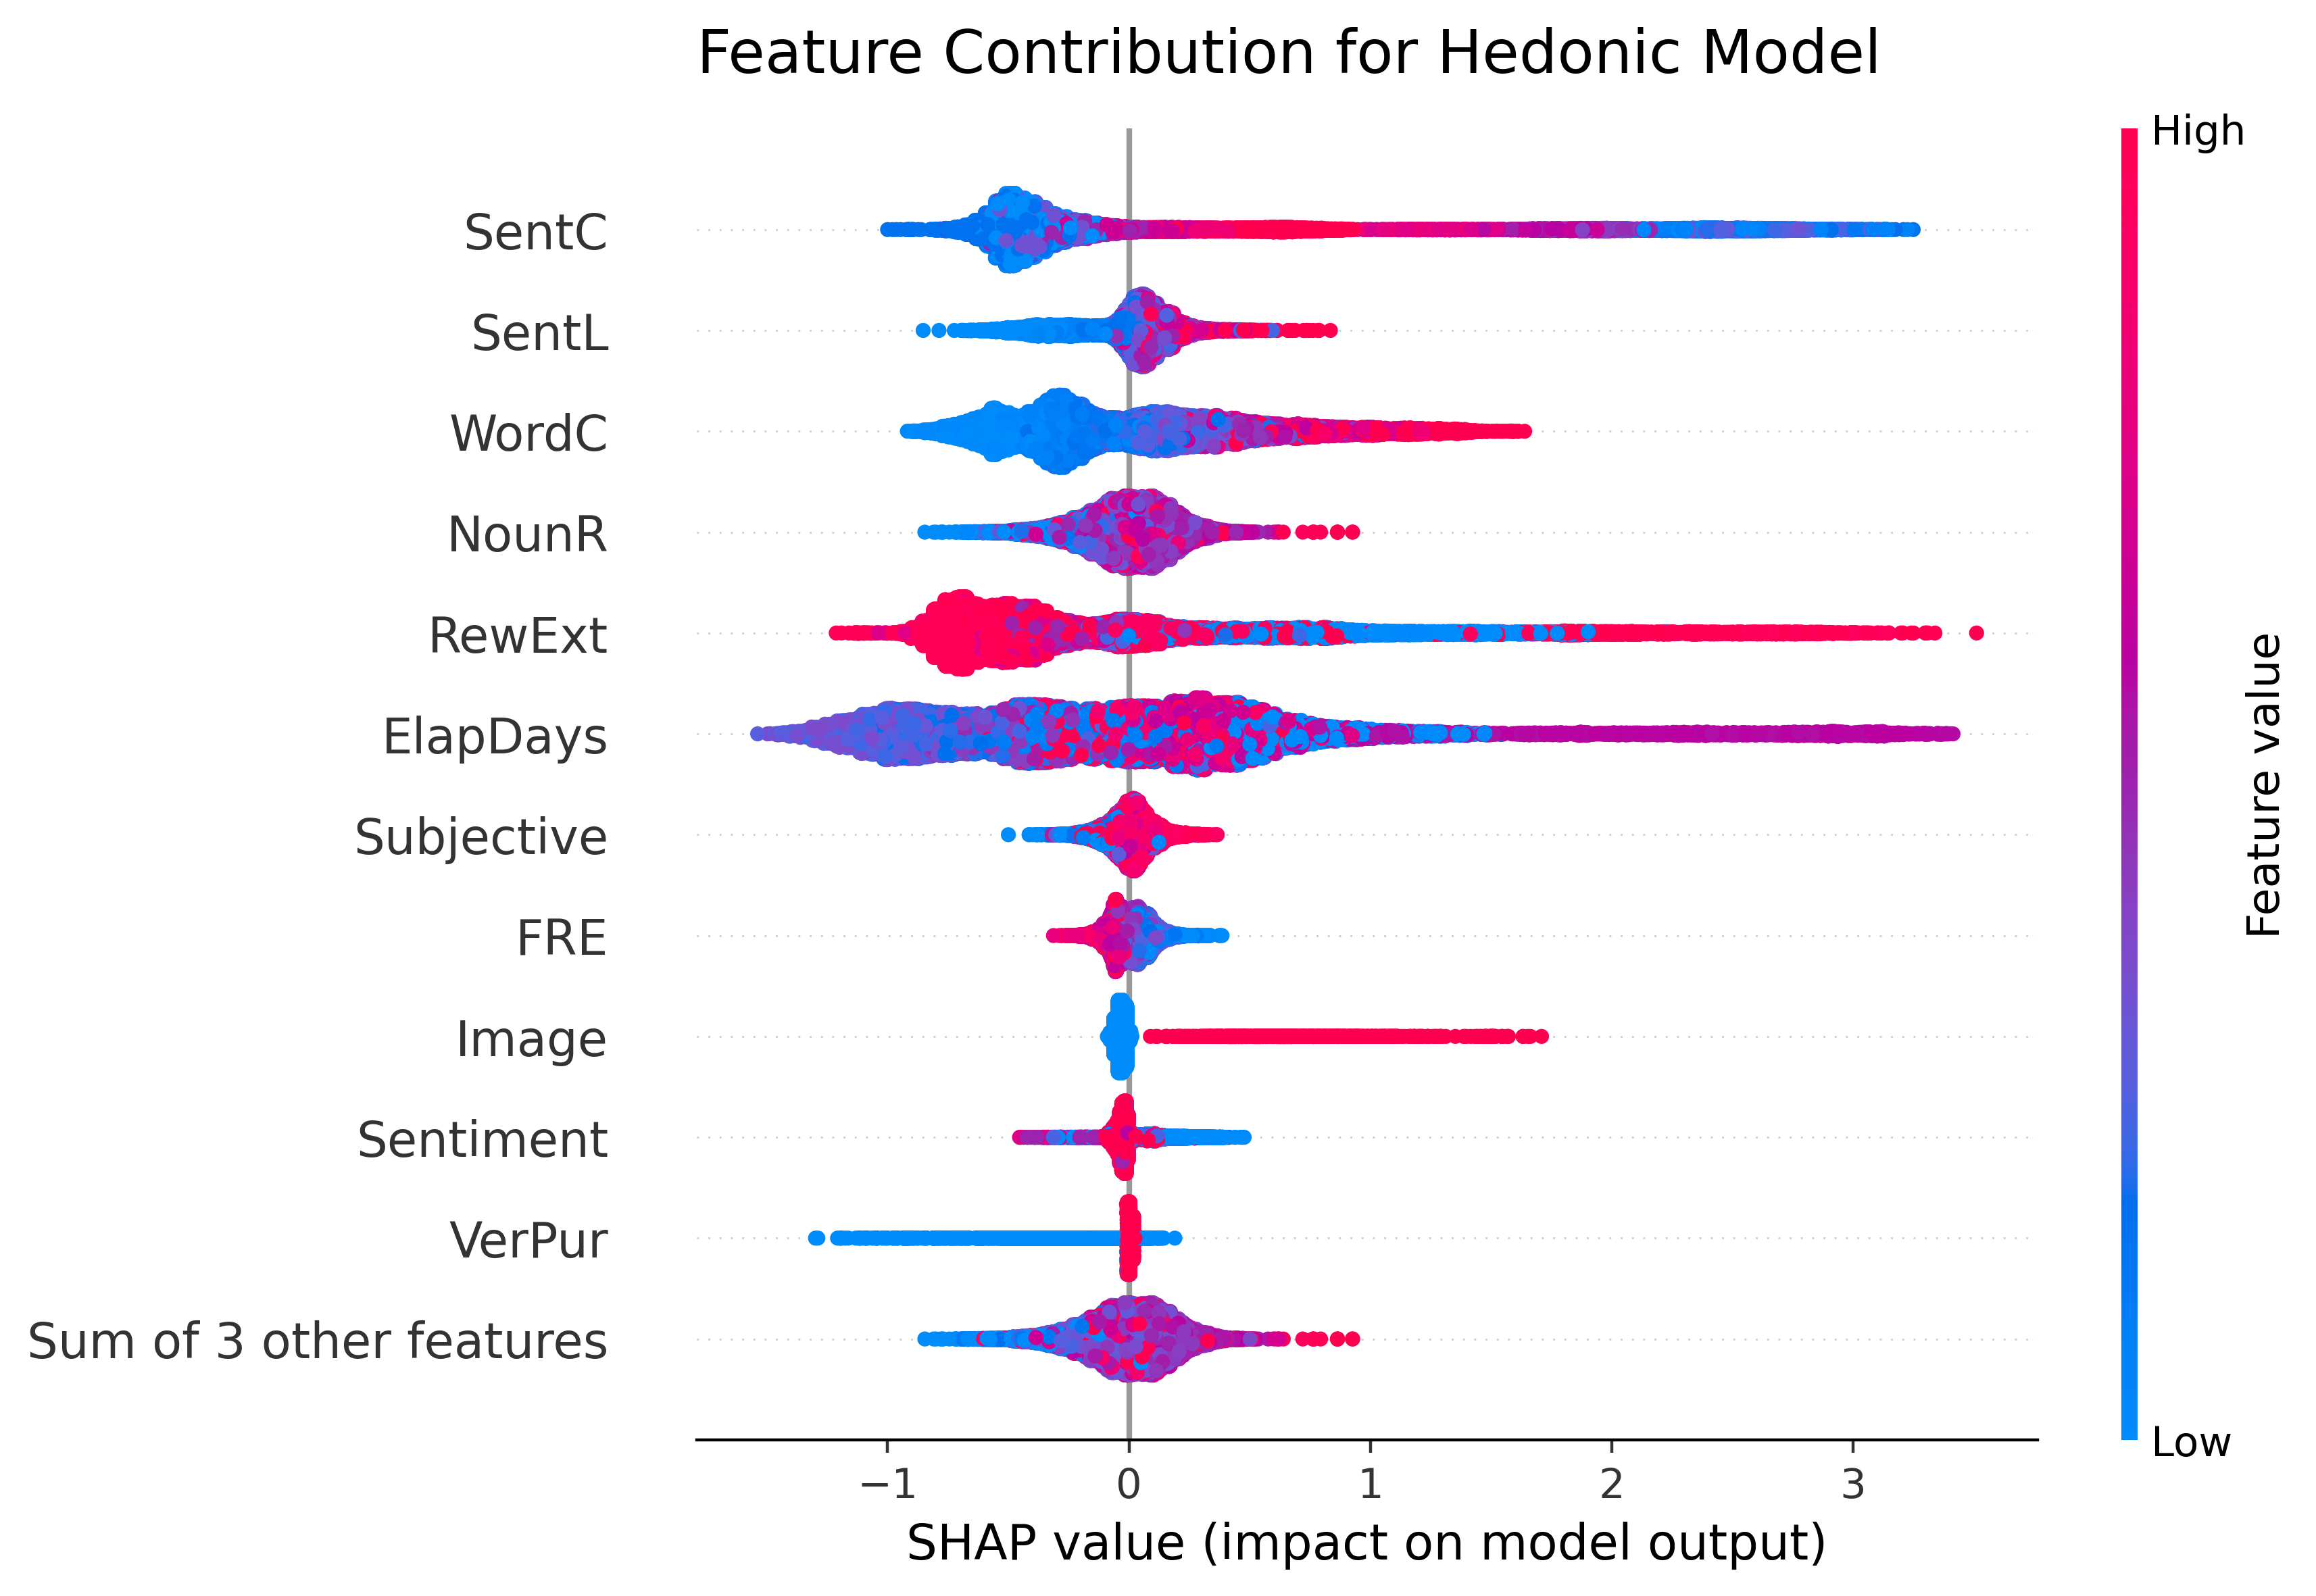 Feature Contribution for Hedonic Model
High
SentC
SentL
WordC
NounR
RewExt
ElapDays
Subjective
FRE
Image
Sentiment
VerPur
Sum of 3 other features
Feature value
Low
−1 0 1 2 3
SHAP value (impact on model output)